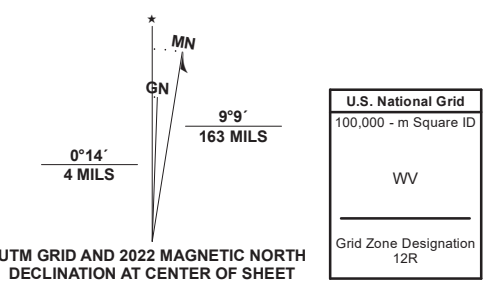 ★
MN
GN
9°9´
163 MILS
0°14´
4 MILS
UTM GRID AND 2022 MAGNETIC NORTH
DECLINATION AT CENTER OF SHEET
U.S. National Grid
100,000 - m Square ID
WV
Grid Zone Designation
12R